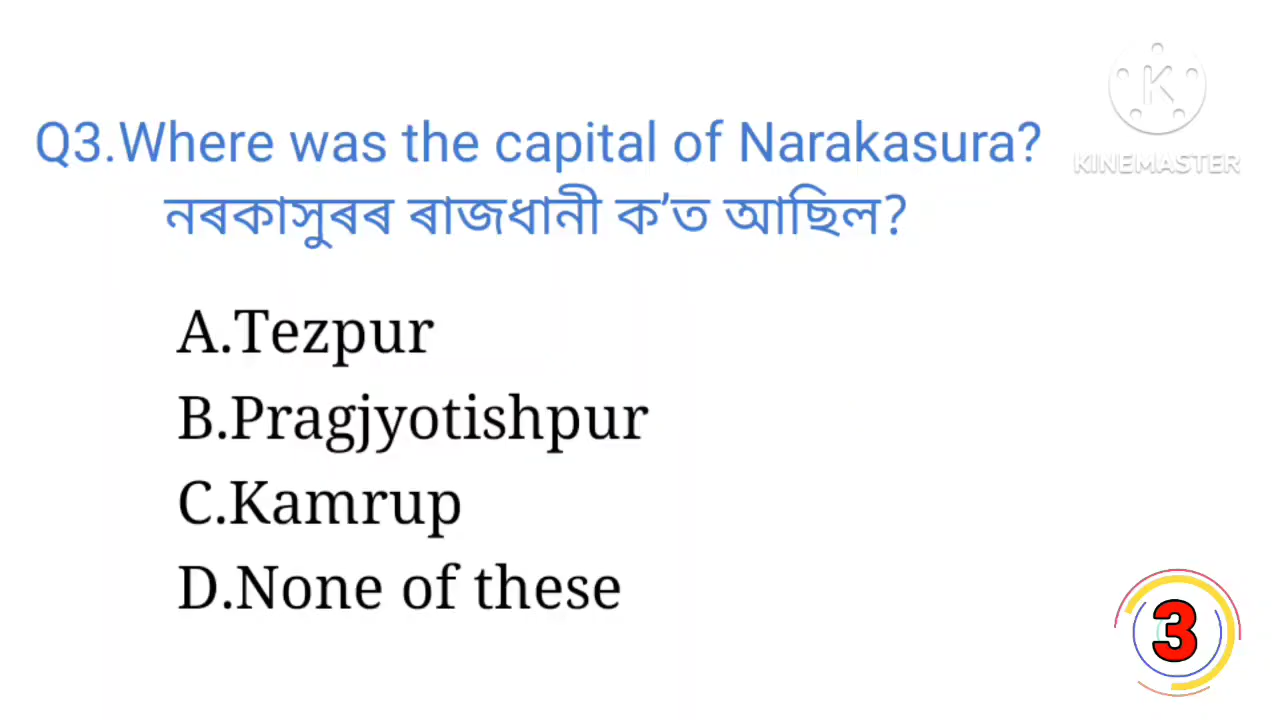 K
KINEMASTER
Q3.Where was the capital of Narakasura?
নৰকাসুৰৰ ৰাজধানী ক’ত আছিল?
A.Tezpur
B.Pragjyotishpur
C.Kamrup
D.None of these
3